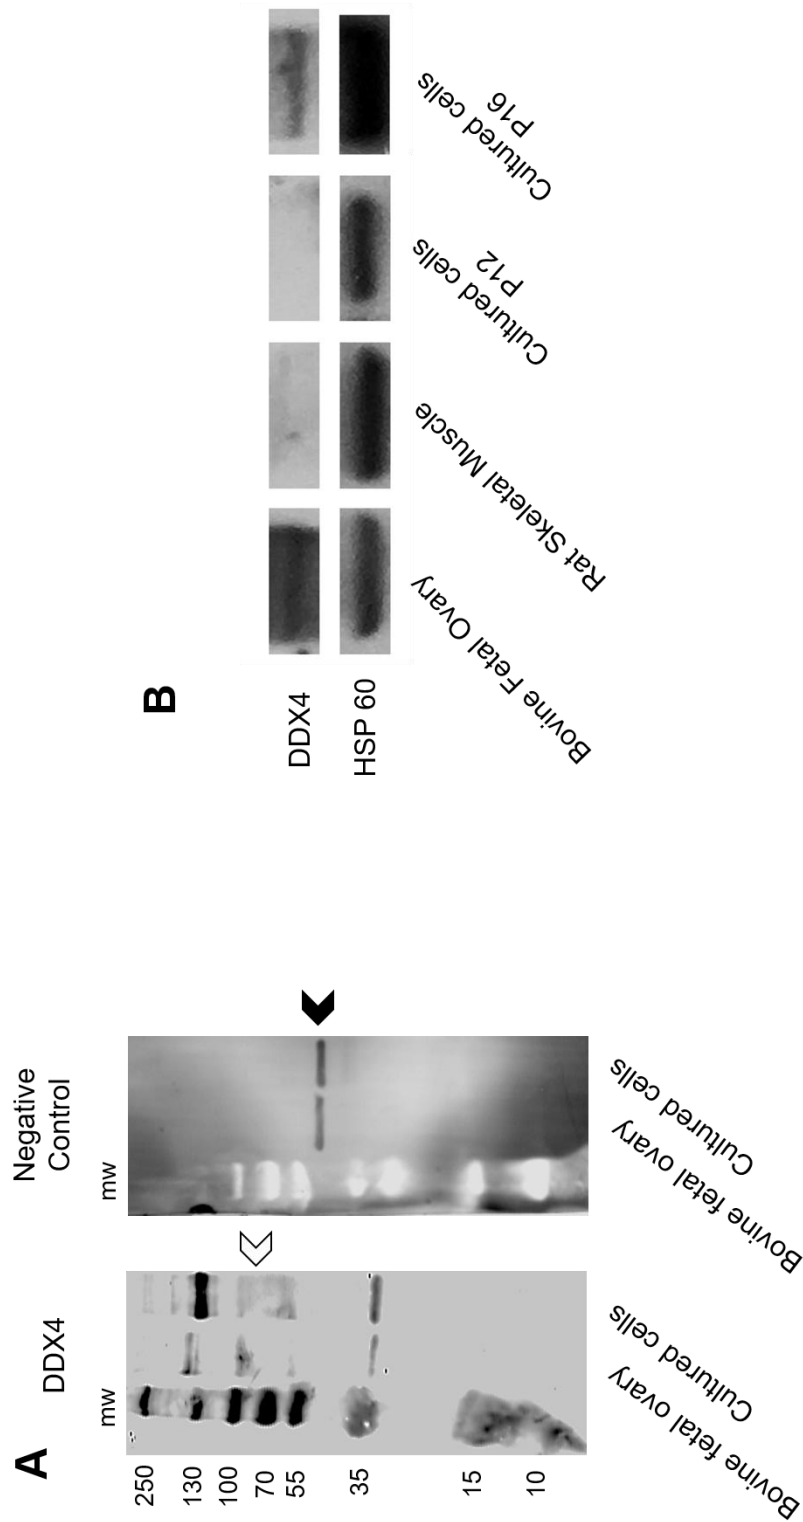 A
DDX4
Negative
Control
mw
mw
250
130
100
70
55
35
15
10
Bovine fetal ovary
Cultured cells
Bovine fetal ovary
Cultured cells
B
DDX4
HSP 60
Bovine Fetal Ovary
Rat Skeletal Muscle
Cultured cells
P12
Cultured cells
P16